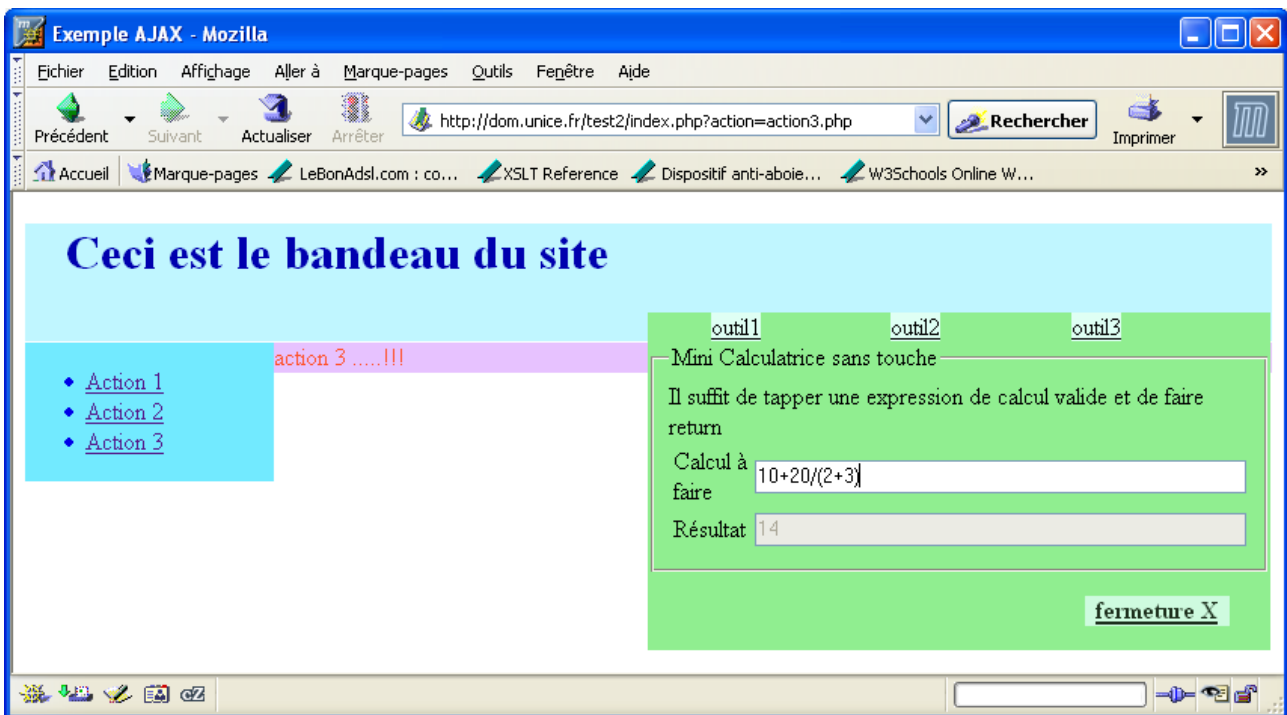 Exemple AJAX - Mozilla
Fichier Edition Affichage Aller à Marque-pages Outils Fenêtre Aide
Précédent Suivant Actualiser Arrêter http://dom.unice.fr/test2/index.php?action=action3.php Rechercher Imprimer
Accueil Marque-pages LeBonAdsl.com : co... XSLT Reference Dispositif anti-aboie... W3Schools Online W... »
Ceci est le bandeau du site
outil1 outil2 outil3
action 3 .....!!!
Action 1
Action 2
Action 3
Mini Calculatrice sans touche
Il suffit de tapper une expression de calcul valide et de faire
return
Calcul à
faire
10+20/(2+3)
Résultat 14
fermeture X